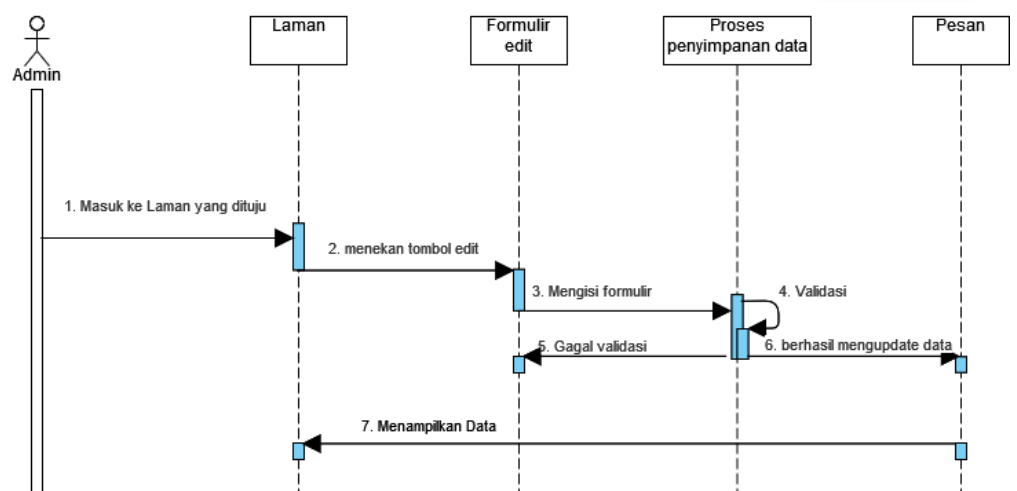 Admin
Laman
Formulir
edit
Proses
penyimpanan data
Pesan
1. Masuk ke Laman yang dituju
2. menekan tombol edit
3. Mengisi formulir
4. Validasi
5. Gagal validasi
6. berhasil mengupdate data
7. Menampilkan Data